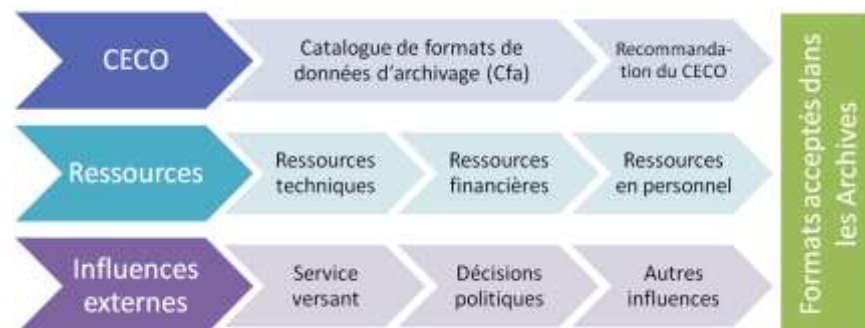 CECO
Catalogue de formats de
données d'archivage (Cfa)
Recommanda-
tion du CECO
Ressources
Ressources
techniques
Ressources
financières
Ressources
en personnel
Influences
externes
Service
versant
Décisions
politiques
Autres
influences
Formats acceptés dans
les Archives